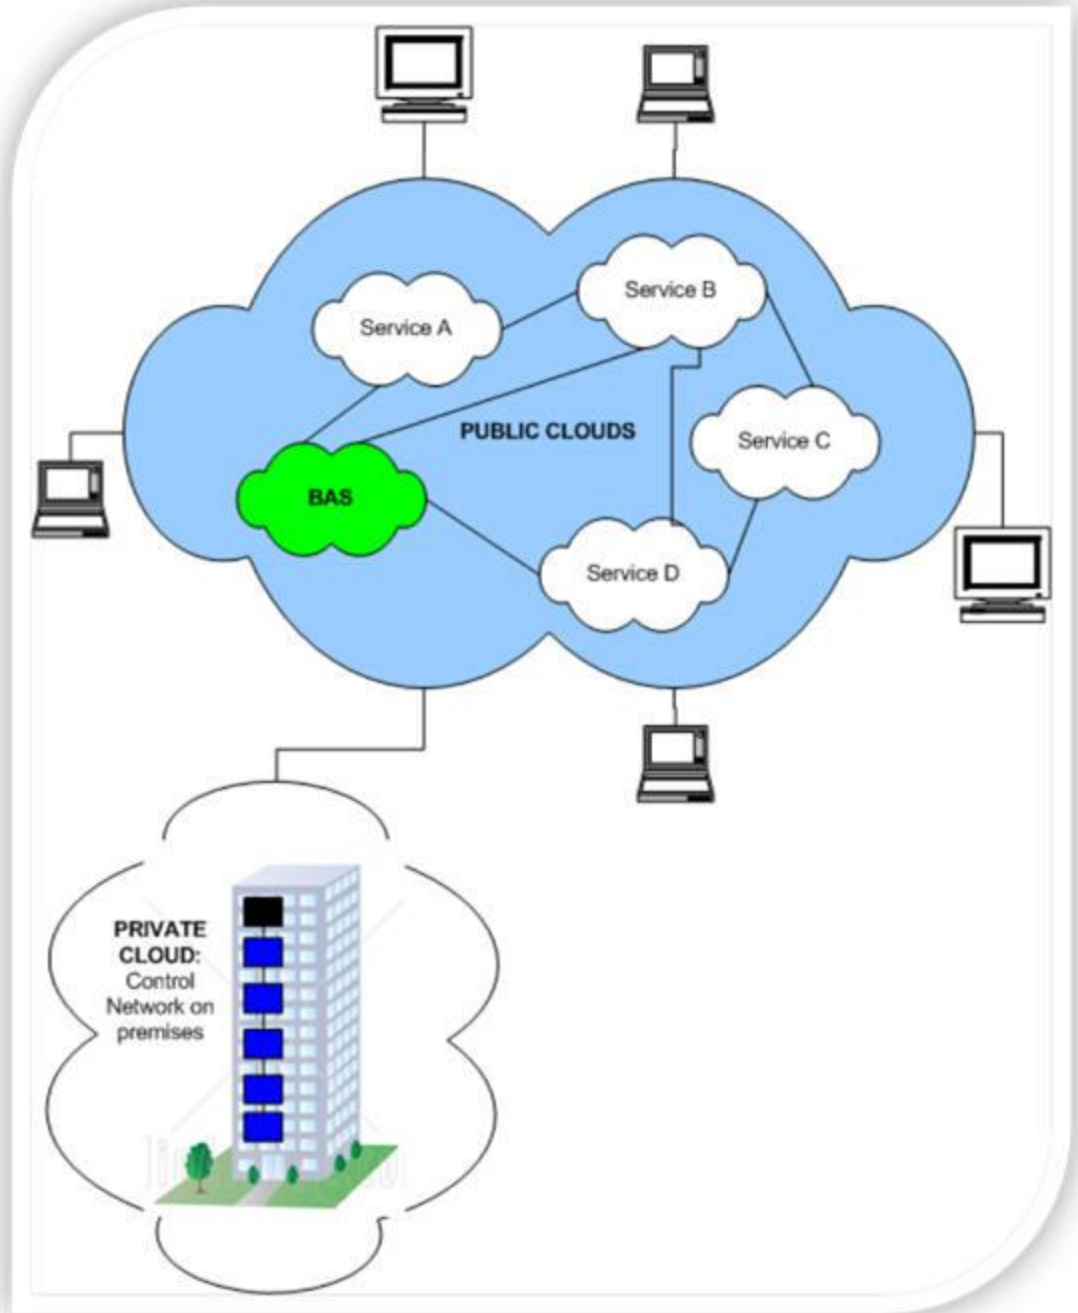 Service A
Service B
PUBLIC CLOUDS
Service C
BAS
Service D
PRIVATE
CLOUD:
Control
Network on
premises